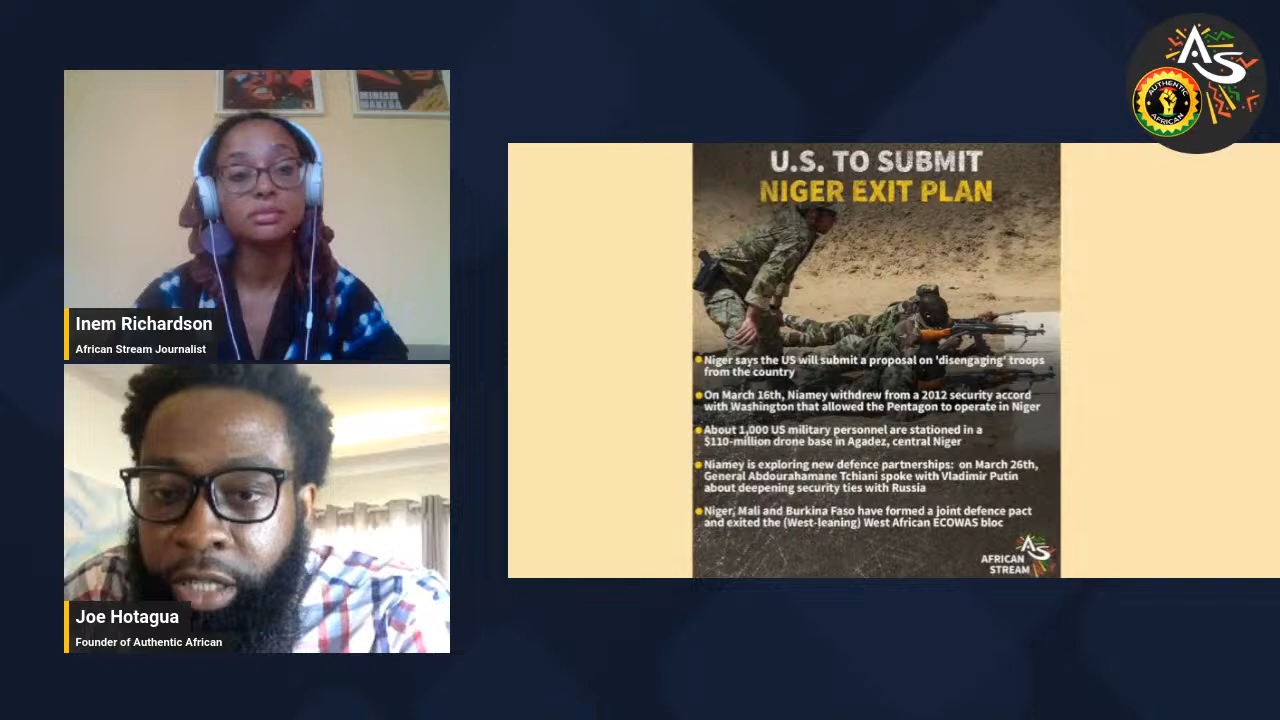 AS
AUTHENTIC
AFRICAN
MIRIAM
MAKEBA
Inem Richardson
African Stream Journalist
Joe Hotagua
Founder of Authentic African
U.S. TO SUBMIT
NIGER EXIT PLAN
Niger says the US will submit a proposal on 'disengaging' troops
from the country
On March 16th, Niamey withdrew from a 2012 security accord
with Washington that allowed the Pentagon to operate in Niger
About 1,000 US military personnel are stationed in a
$110-million drone base in Agadez, central Niger
Niamey is exploring new defence partnerships: on March 26th,
General Abdourahamane Tchiani spoke with Vladimir Putin
about deepening security ties with Russia
Niger, Mali and Burkina Faso have formed a joint defence pact
and exited the (West-leaning) West African ECOWAS bloc
AS
AFRICAN
STREAM